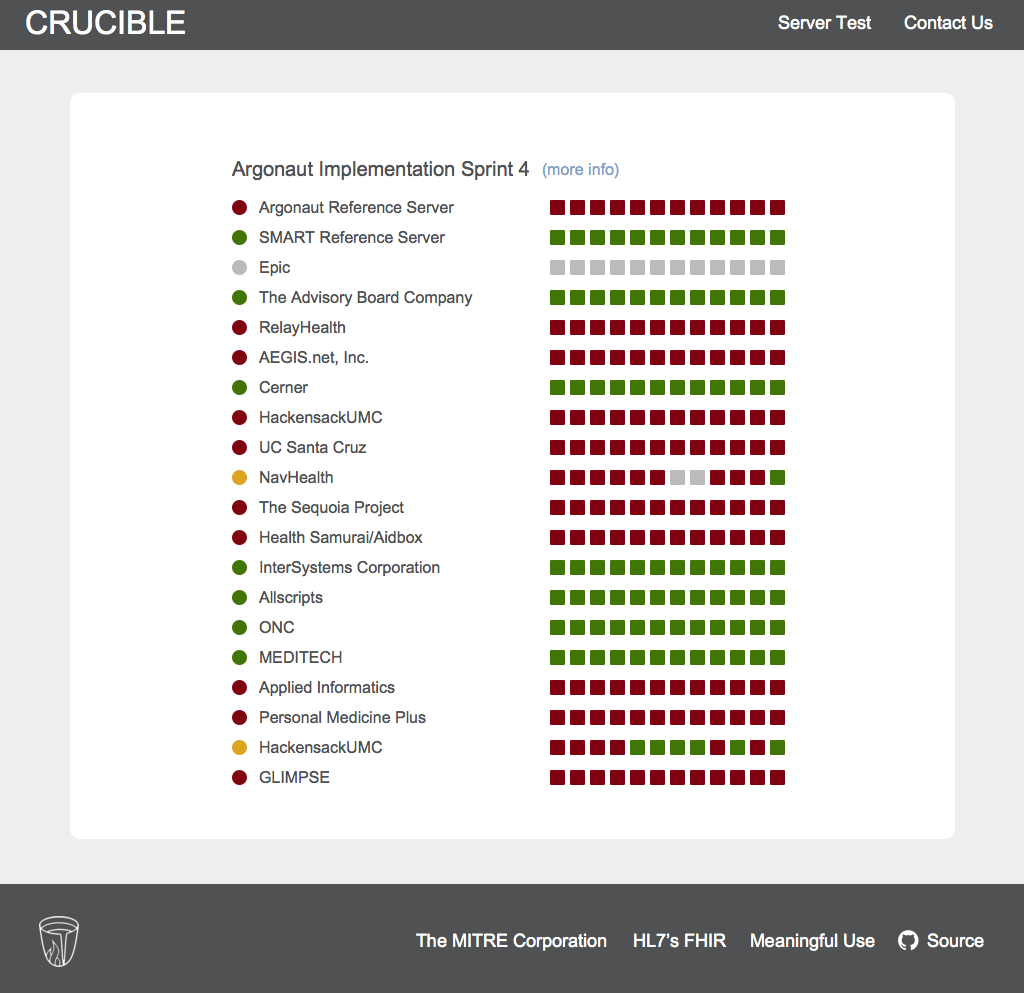 CRUCIBLE Server Test Contact Us
Argonaut Implementation Sprint 4 (more info)
Argonaut Reference Server
SMART Reference Server
Epic
The Advisory Board Company
RelayHealth
AEGIS.net, Inc.
Cerner
HackensackUMC
UC Santa Cruz
NavHealth
The Sequoia Project
Health Samurai/Aidbox
InterSystems Corporation
Allscripts
ONC
MEDITECH
Applied Informatics
Personal Medicine Plus
HackensackUMC
GLIMPSE
The MITRE Corporation HL7's FHIR Meaningful Use Source